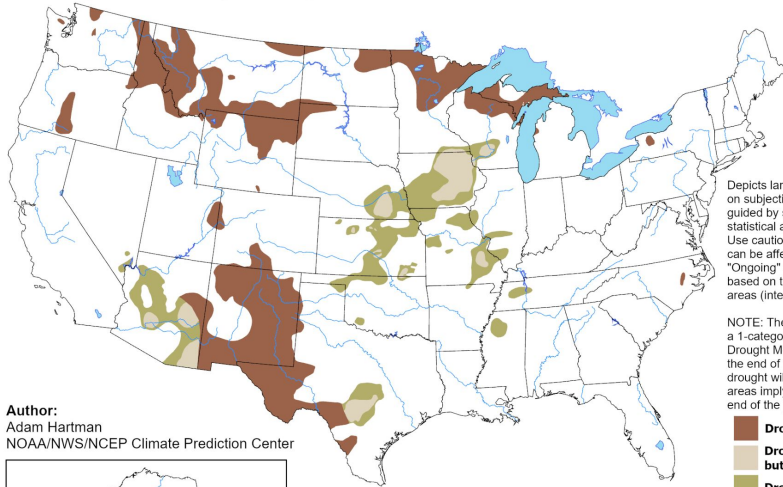 Depicts lar
on subjecti
guided by
statistical a
Use cautio
can be affe
"Ongoing"
based on t
areas (inte
NOTE: The
a 1-catego
Drought M
the end of
drought wil
areas imply
end of the
Author:
Adam Hartman
NOAA/NWS/NCEP Climate Prediction Center
Dro
Dro
but